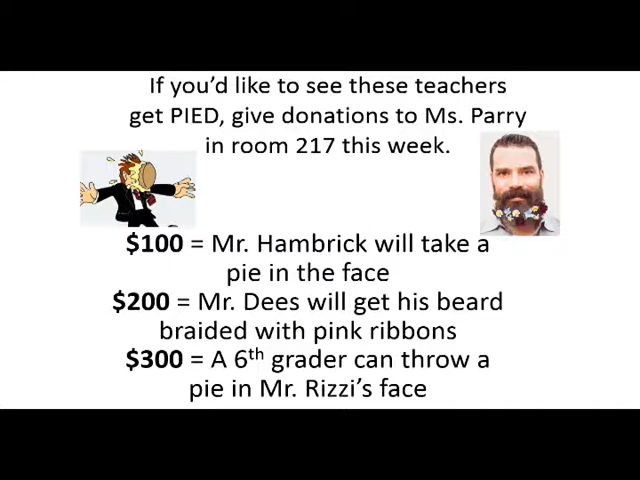 If you’d like to see these teachers
get PIED, give donations to Ms. Parry
in room 217 this week.
$100 = Mr. Hambrick will take a
pie in the face
$200 = Mr. Dees will get his beard
braided with pink ribbons
$300 = A 6th grader can throw a
pie in Mr. Rizzi’s face